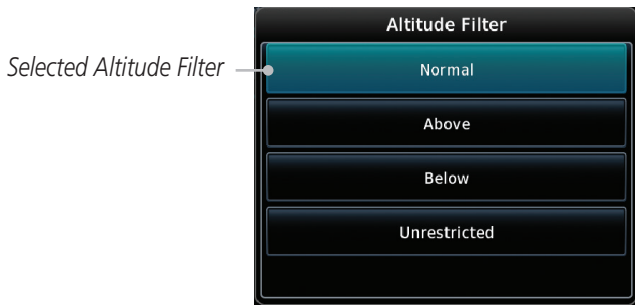 Altitude Filter
Selected Altitude Filter
Normal
Above
Below
Unrestricted